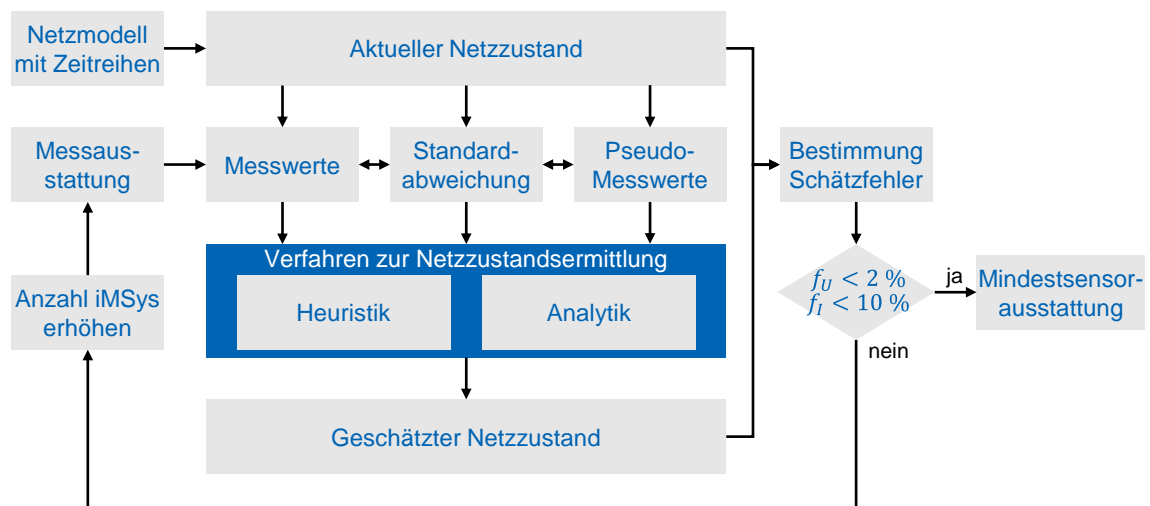 Netzmodell
mit Zeitreihen
Aktueller Netzzustand
Messaus-
stattung
Messwerte
Standard-
abweichung
Pseudo-
Messwerte
Bestimmung
Schätzfehler
Verfahren zur Netzzustandsermittlung
Heuristik
Analytik
Anzahl iMSys
erhöhen
f_U < 2 %
f_I < 10 %
ja
Mindestsensor-
ausstattung
nein
Geschätzter Netzzustand